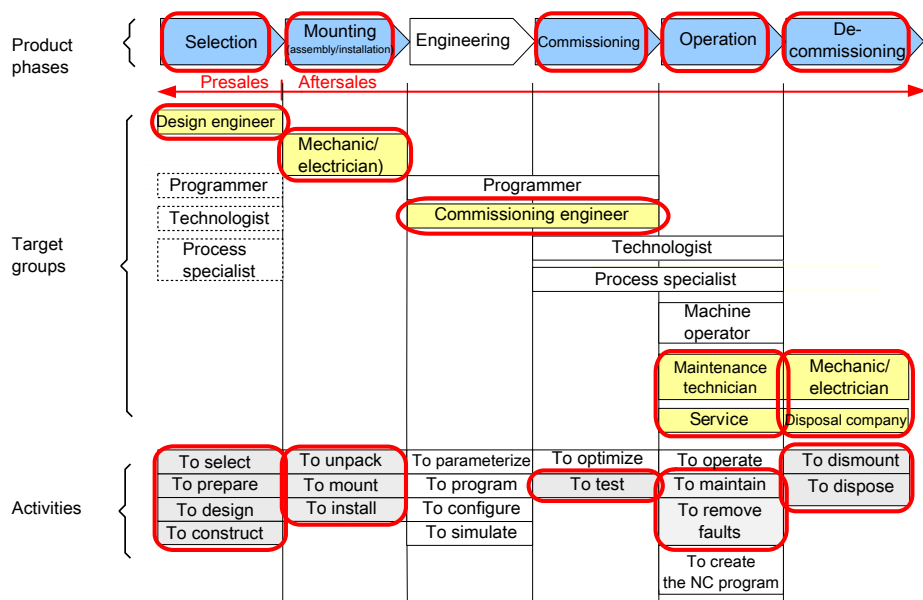 Product
phases
Selection
Mounting
(assembly/installation)
Engineering
Commissioning
Operation
De-
commissioning
Presales
Aftersales
Target
groups
Design engineer
Mechanic/
electrician)
Programmer
Programmer
Technologist
Commissioning engineer
Process
specialist
Technologist
Process specialist
Machine
operator
Maintenance
technician
Mechanic/
electrician
Service
Disposal company
Activities
To select
To unpack
To parameterize
To optimize
To operate
To dismount
To prepare
To mount
To program
To test
To maintain
To dispose
To design
To install
To configure
To remove
faults
To construct
To simulate
To create
the NC program